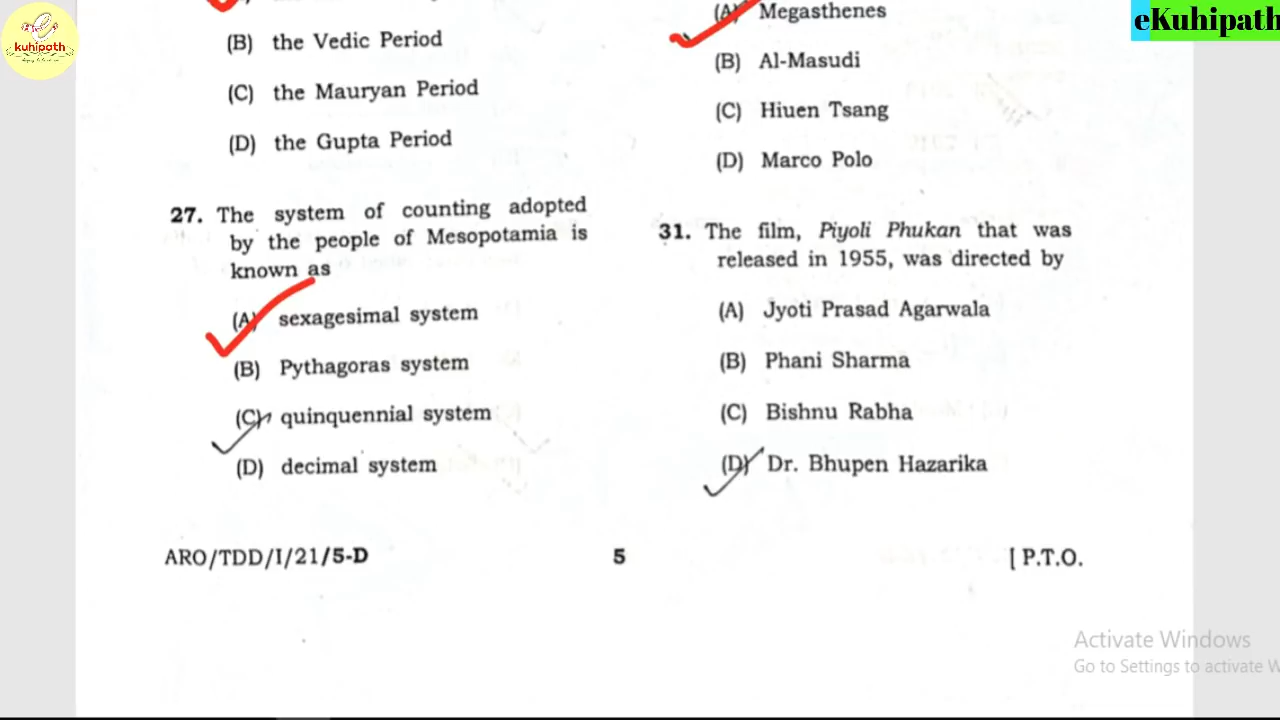 kuhipath
eKuhipath
(B) the Vedic Period
(C) the Mauryan Period
(D) the Gupta Period
27. The system of counting adopted
by the people of Mesopotamia is
known as
(A) sexagesimal system
(B) Pythagoras system
(C) quinquennial system
(D) decimal system
(A) Megasthenes
(B) Al-Masudi
(C) Hiuen Tsang
(D) Marco Polo
31. The film, Piyoli Phukan that was
released in 1955, was directed by
(A) Jyoti Prasad Agarwala
(B) Phani Sharma
(C) Bishnu Rabha
(D) Dr. Bhupen Hazarika
ARO/TDD/I/21/5-D
5
[ P.T.O.
Activate Windows
Go to Settings to activate W